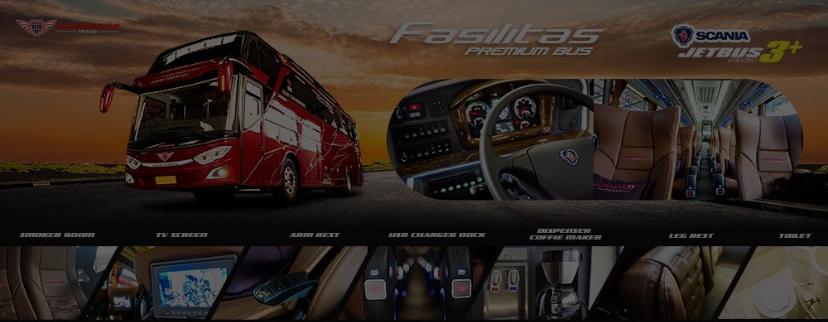 Fasilitas
PREMIUM BUS
SCANIA
JETBUS 3+
SMOKER ROOM
TV SCREEN
ARM REST
USB CHARGER DOCK
DISPENSER
COFFIE MAKER
LEG REST
TOILET